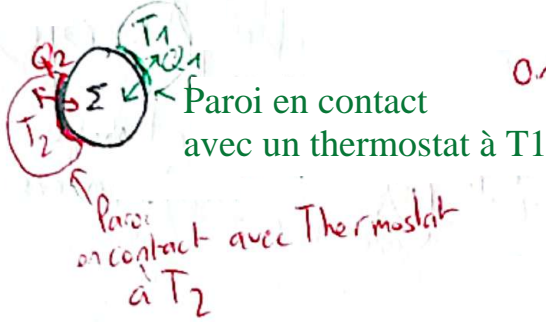 T1
Q2
Q1
Σ
T2
Paroi en contact
avec un thermostat à T1
Paroi
en contact avec Thermostat
à T2